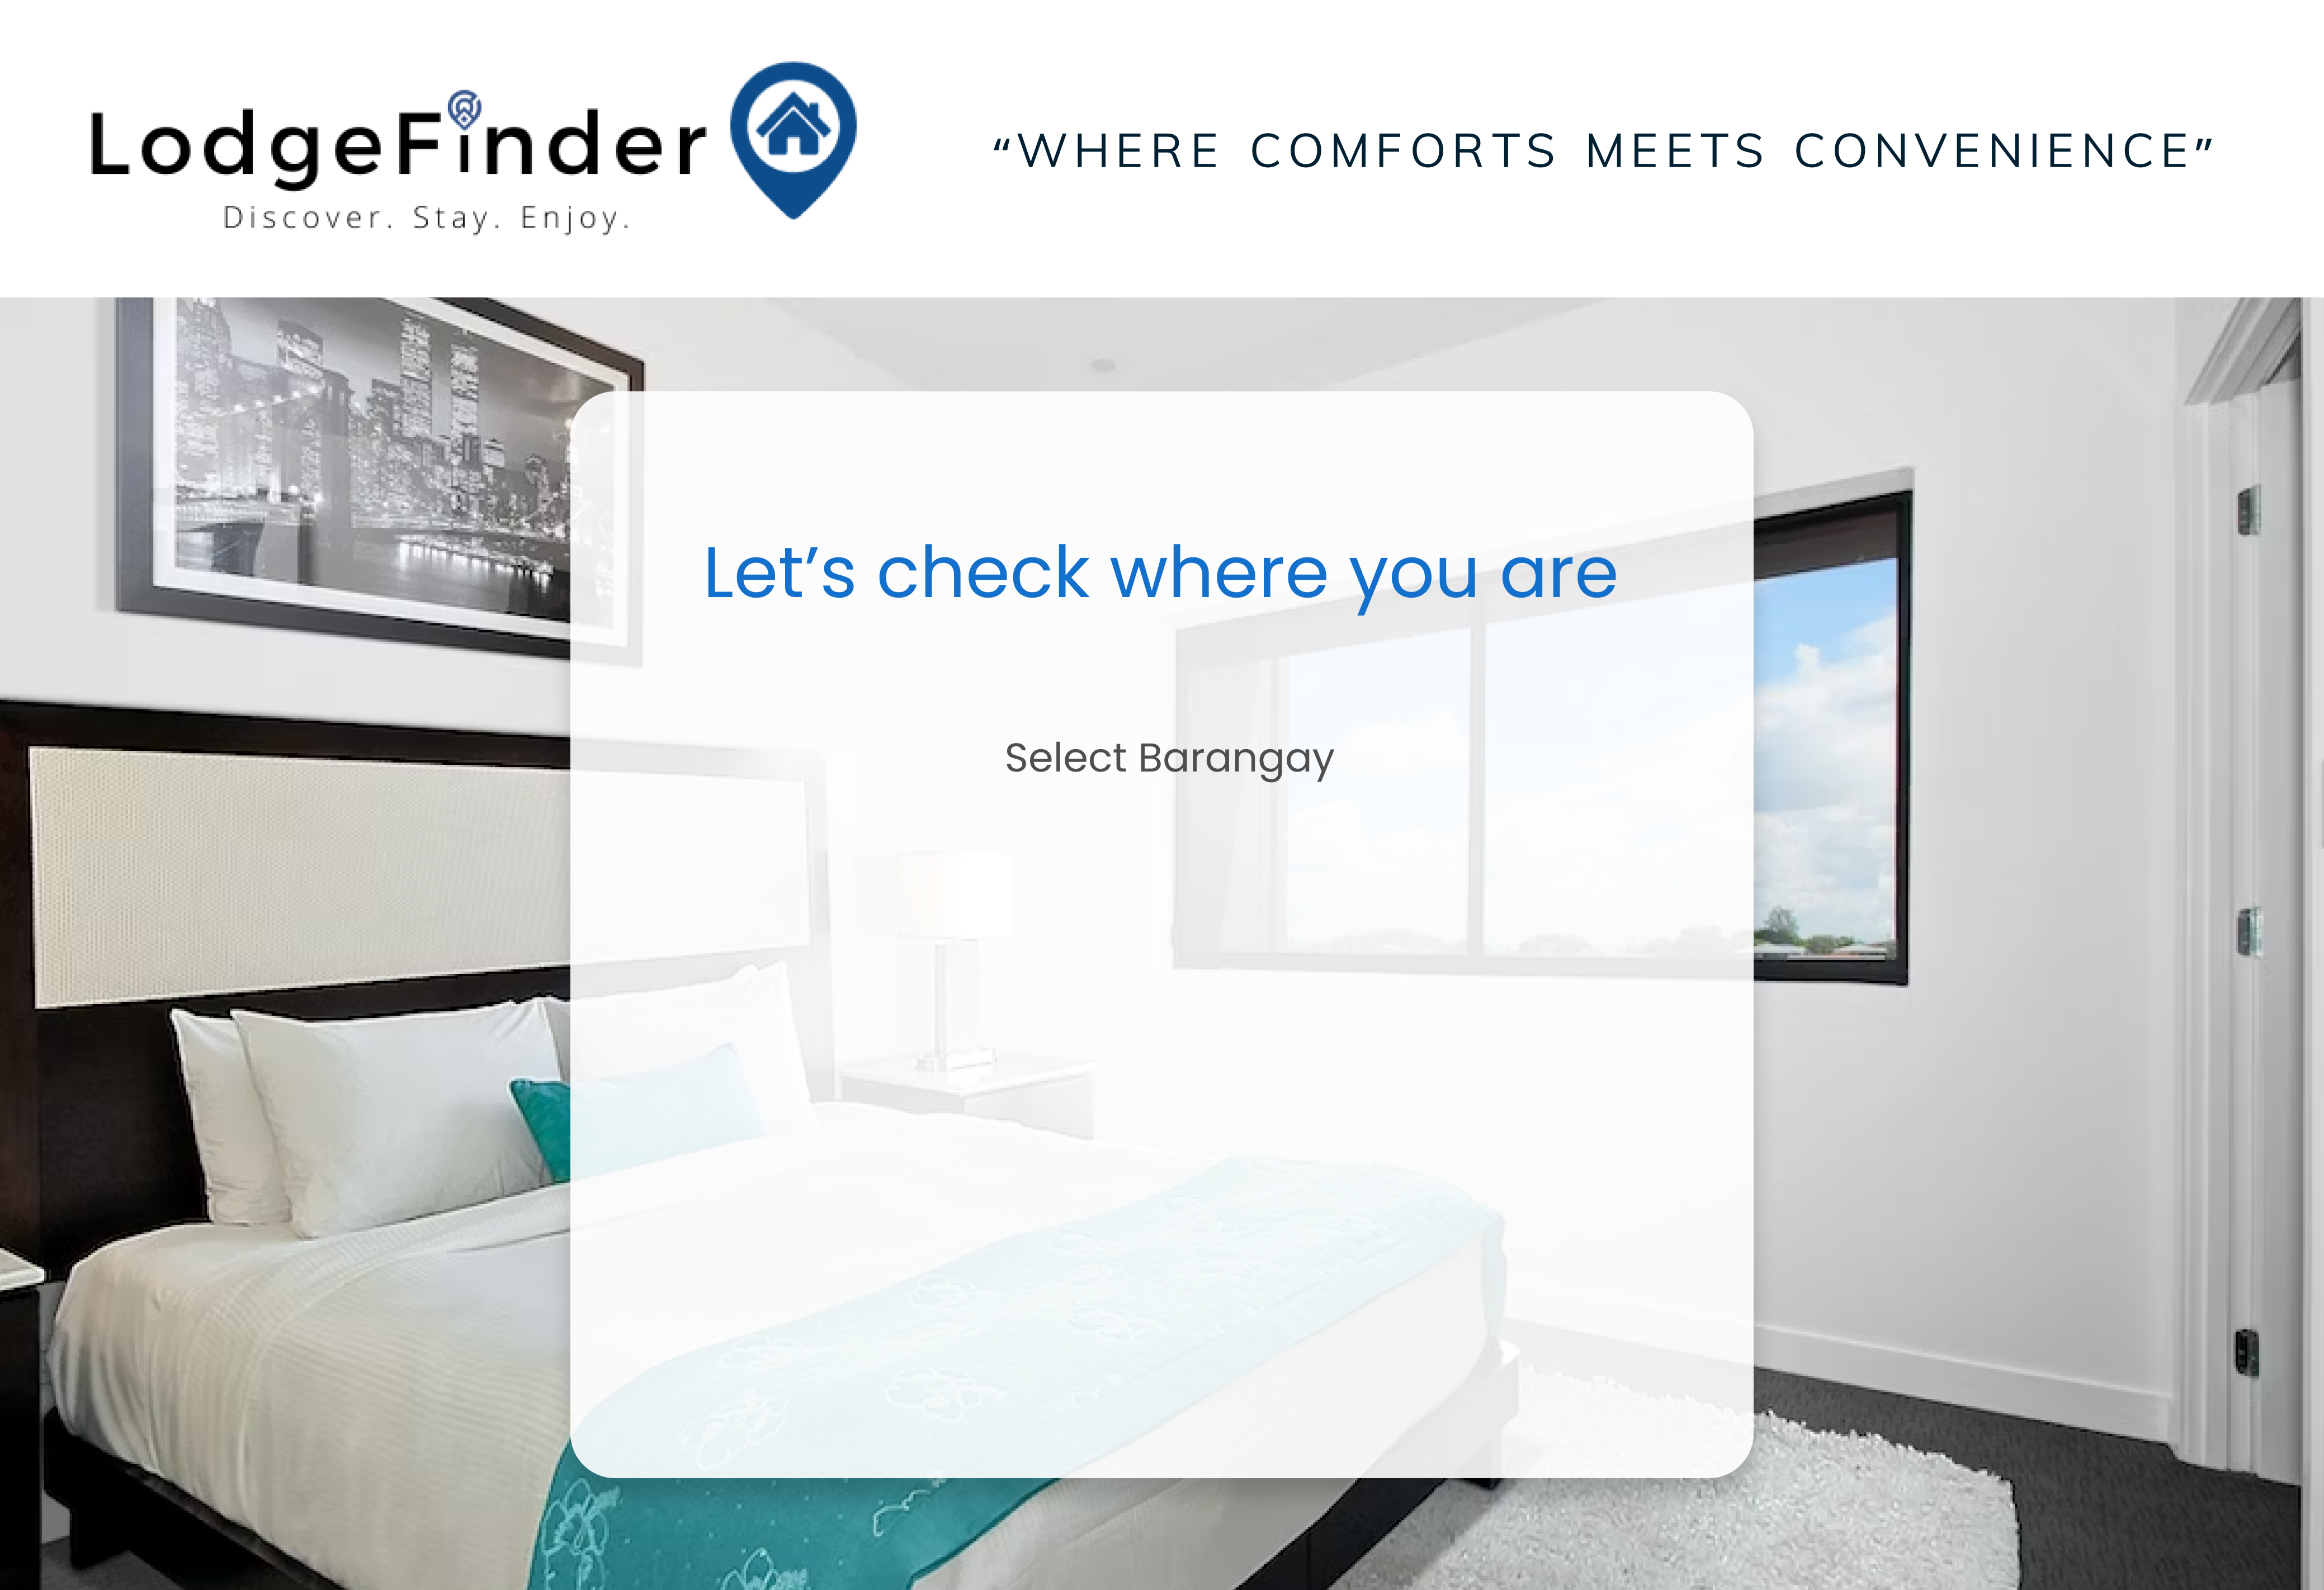 LodgeFinder
Discover. Stay. Enjoy.
“WHERE COMFORTS MEETS CONVENIENCE”
Let’s check where you are
Select Barangay